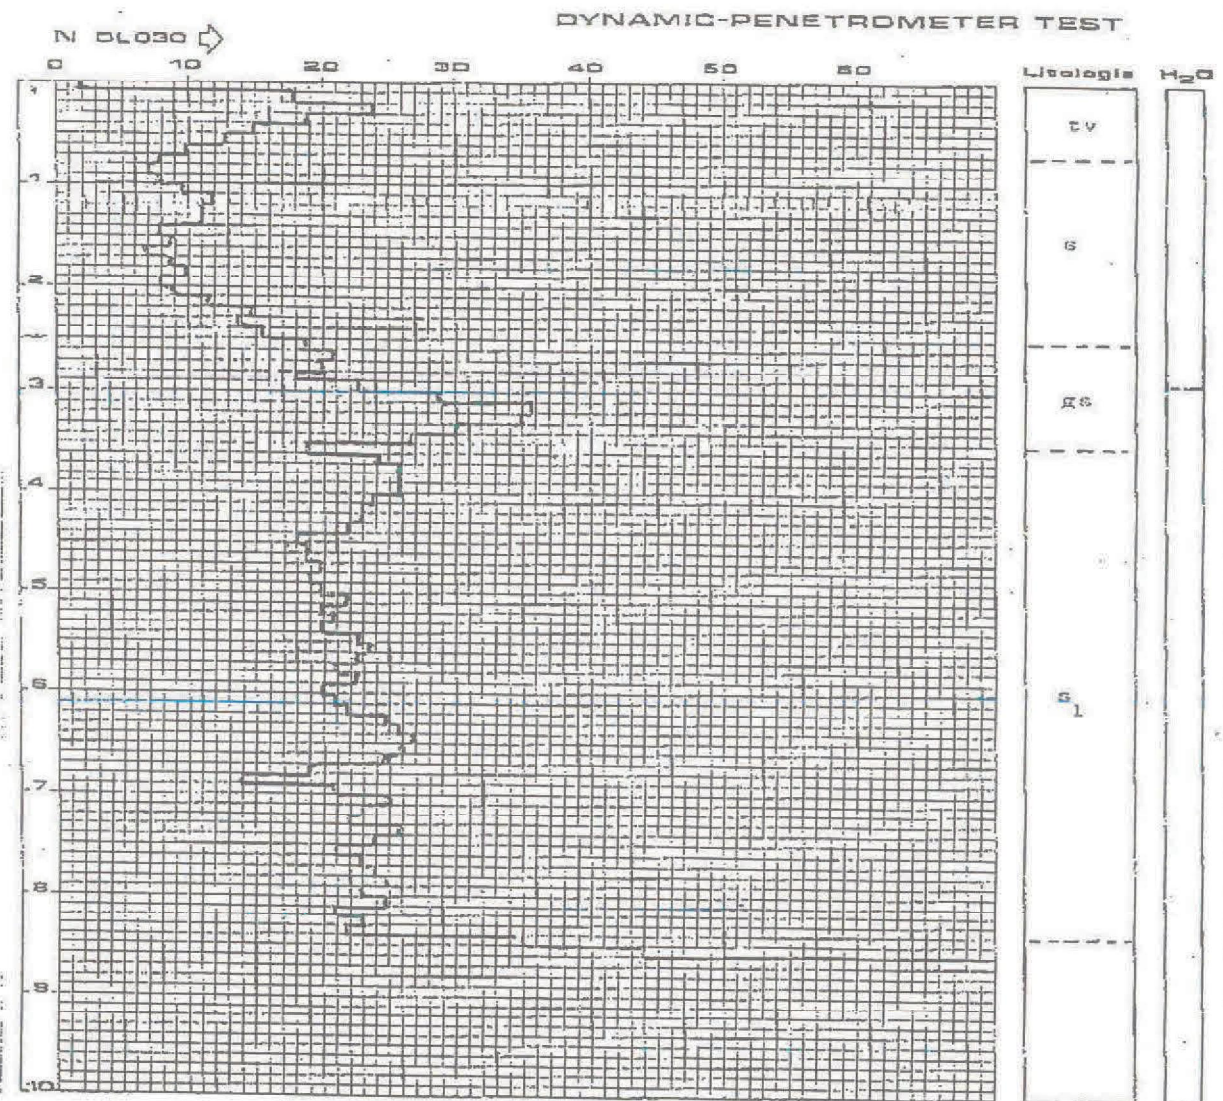 DYNAMIC-PENETROMETER TEST
N DL030
0 10 20 30 40 50 60
Litologia H2O
tv
.1
s
.2
.3
gs
.4
.5
.6
s1
.7
.8
.9
.10